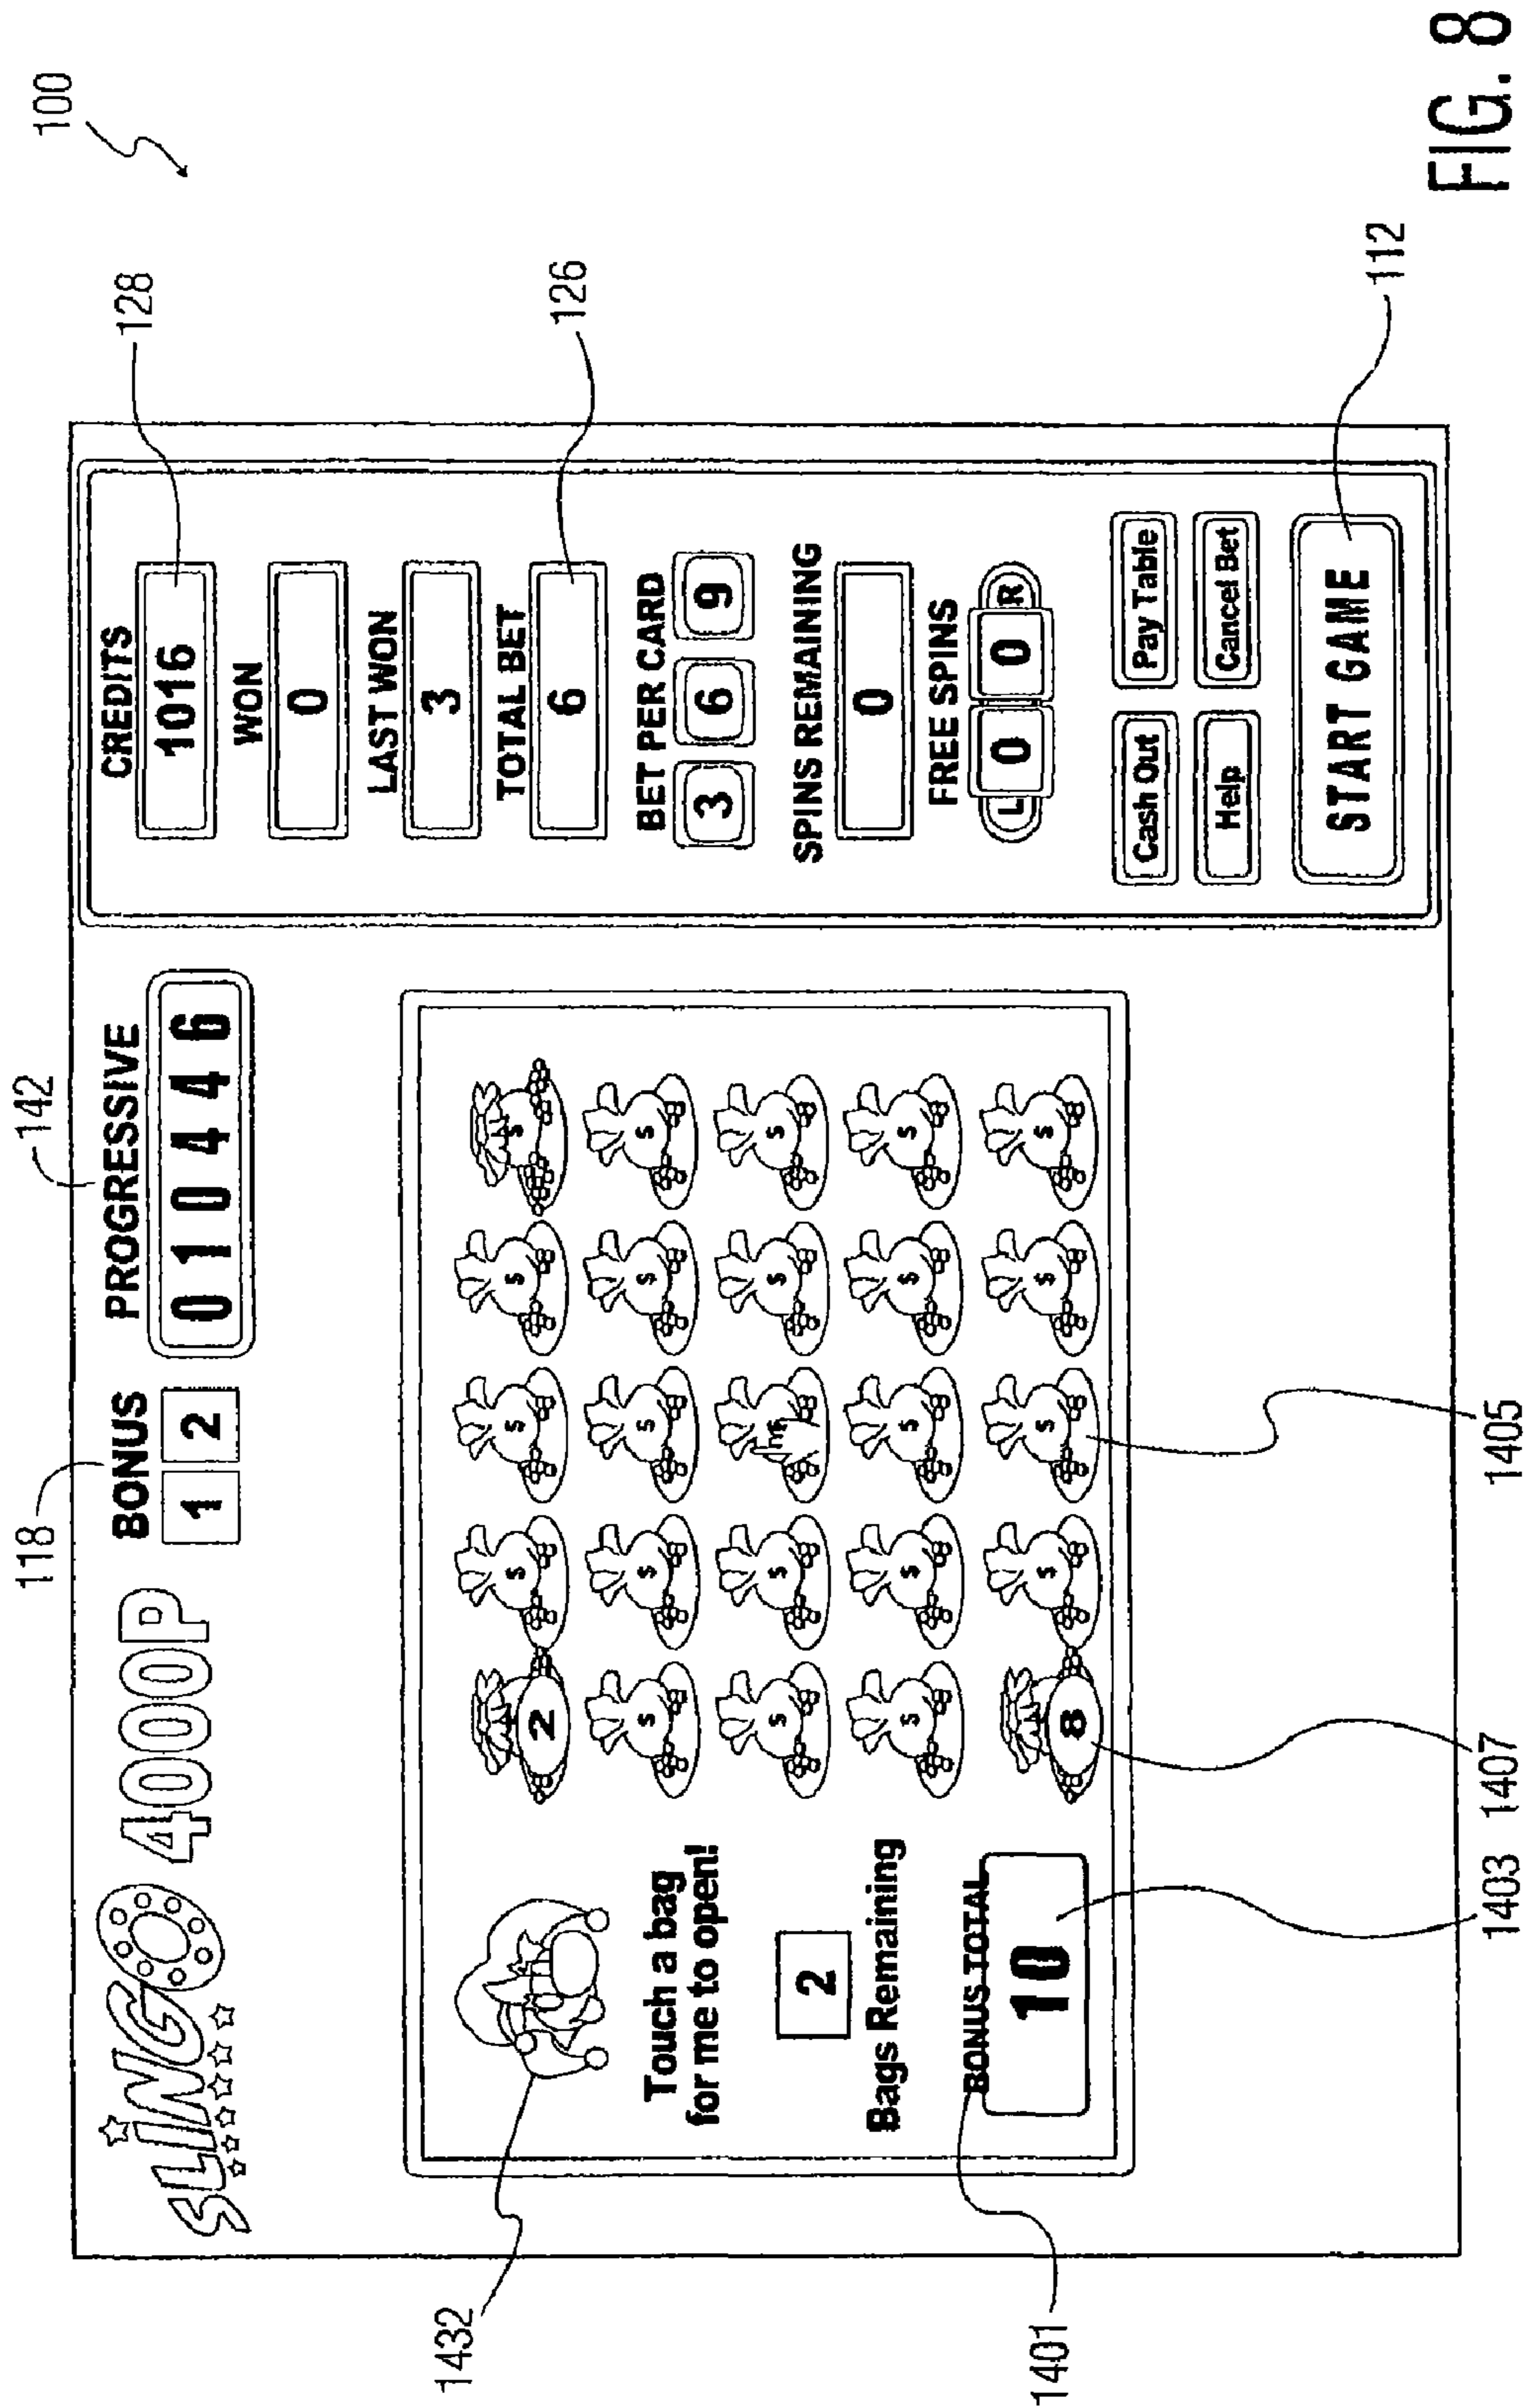 100
118
142
128
SLINGO 4000P
BONUS
1 2
PROGRESSIVE
0 1 0 4 4 6
CREDITS
1016
WON
0
LAST WON
3
TOTAL BET
6
126
BET PER CARD
3 6 9
SPINS REMAINING
0
FREE SPINS
L 0 0 R
Cash Out
Pay Table
Help
Cancel Bet
START GAME
112
1432
Touch a bag
for me to open!
2
Bags Remaining
BONUS TOTAL
10
1401
2 $ $ $ $
$ $ $ $ $
$ $ $ $
$ $ $ $ $
8 $ $ $ $
1403
1407
1405
FIG. 8